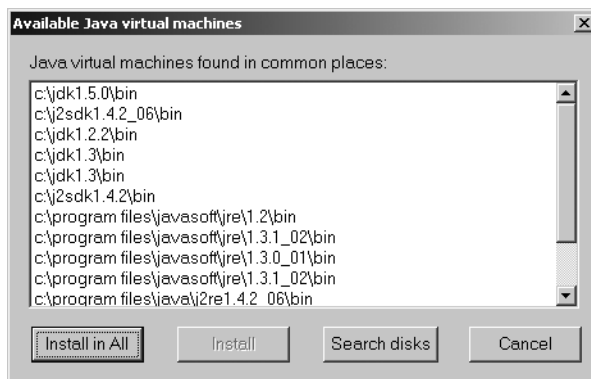 Available Java virtual machines
Java virtual machines found in common places:
c:\jdk1.5.0\bin
c:\j2sdk1.4.2_06\bin
c:\jdk1.2.2\bin
c:\jdk1.3\bin
c:\jdk1.3\bin
c:\j2sdk1.4.2\bin
c:\program files\javasoft\jre\1.2\bin
c:\program files\javasoft\jre\1.3.1_02\bin
c:\program files\javasoft\jre\1.3.0_01\bin
c:\program files\javasoft\jre\1.3.1_02\bin
c:\program files\java\j2re1.4.2_06\bin
Install in All Install Search disks Cancel